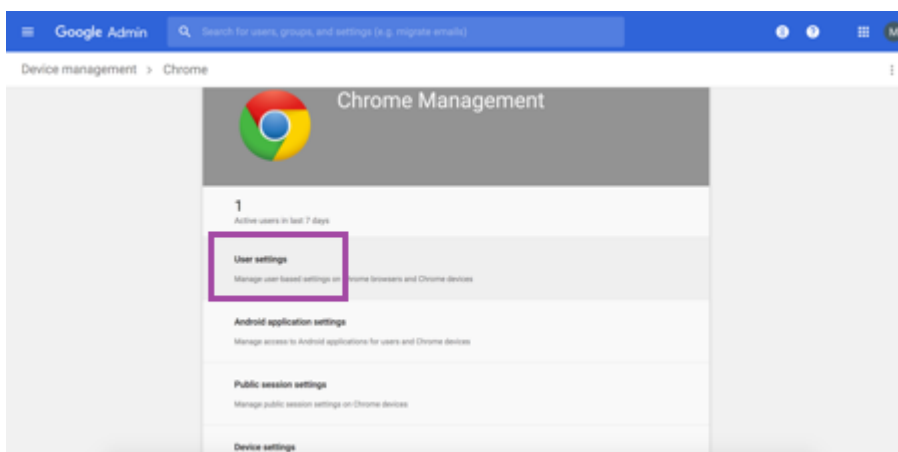 Google Admin
Search for users, groups, and settings (e.g. migrate emails)
M
Device management > Chrome
Chrome Management
1
Active users in last 7 days
User settings
Manage user-based settings on Chrome browsers and Chrome devices
Android application settings
Manage access to Android applications for users and Chrome devices
Public session settings
Manage public session settings on Chrome devices
Device settings